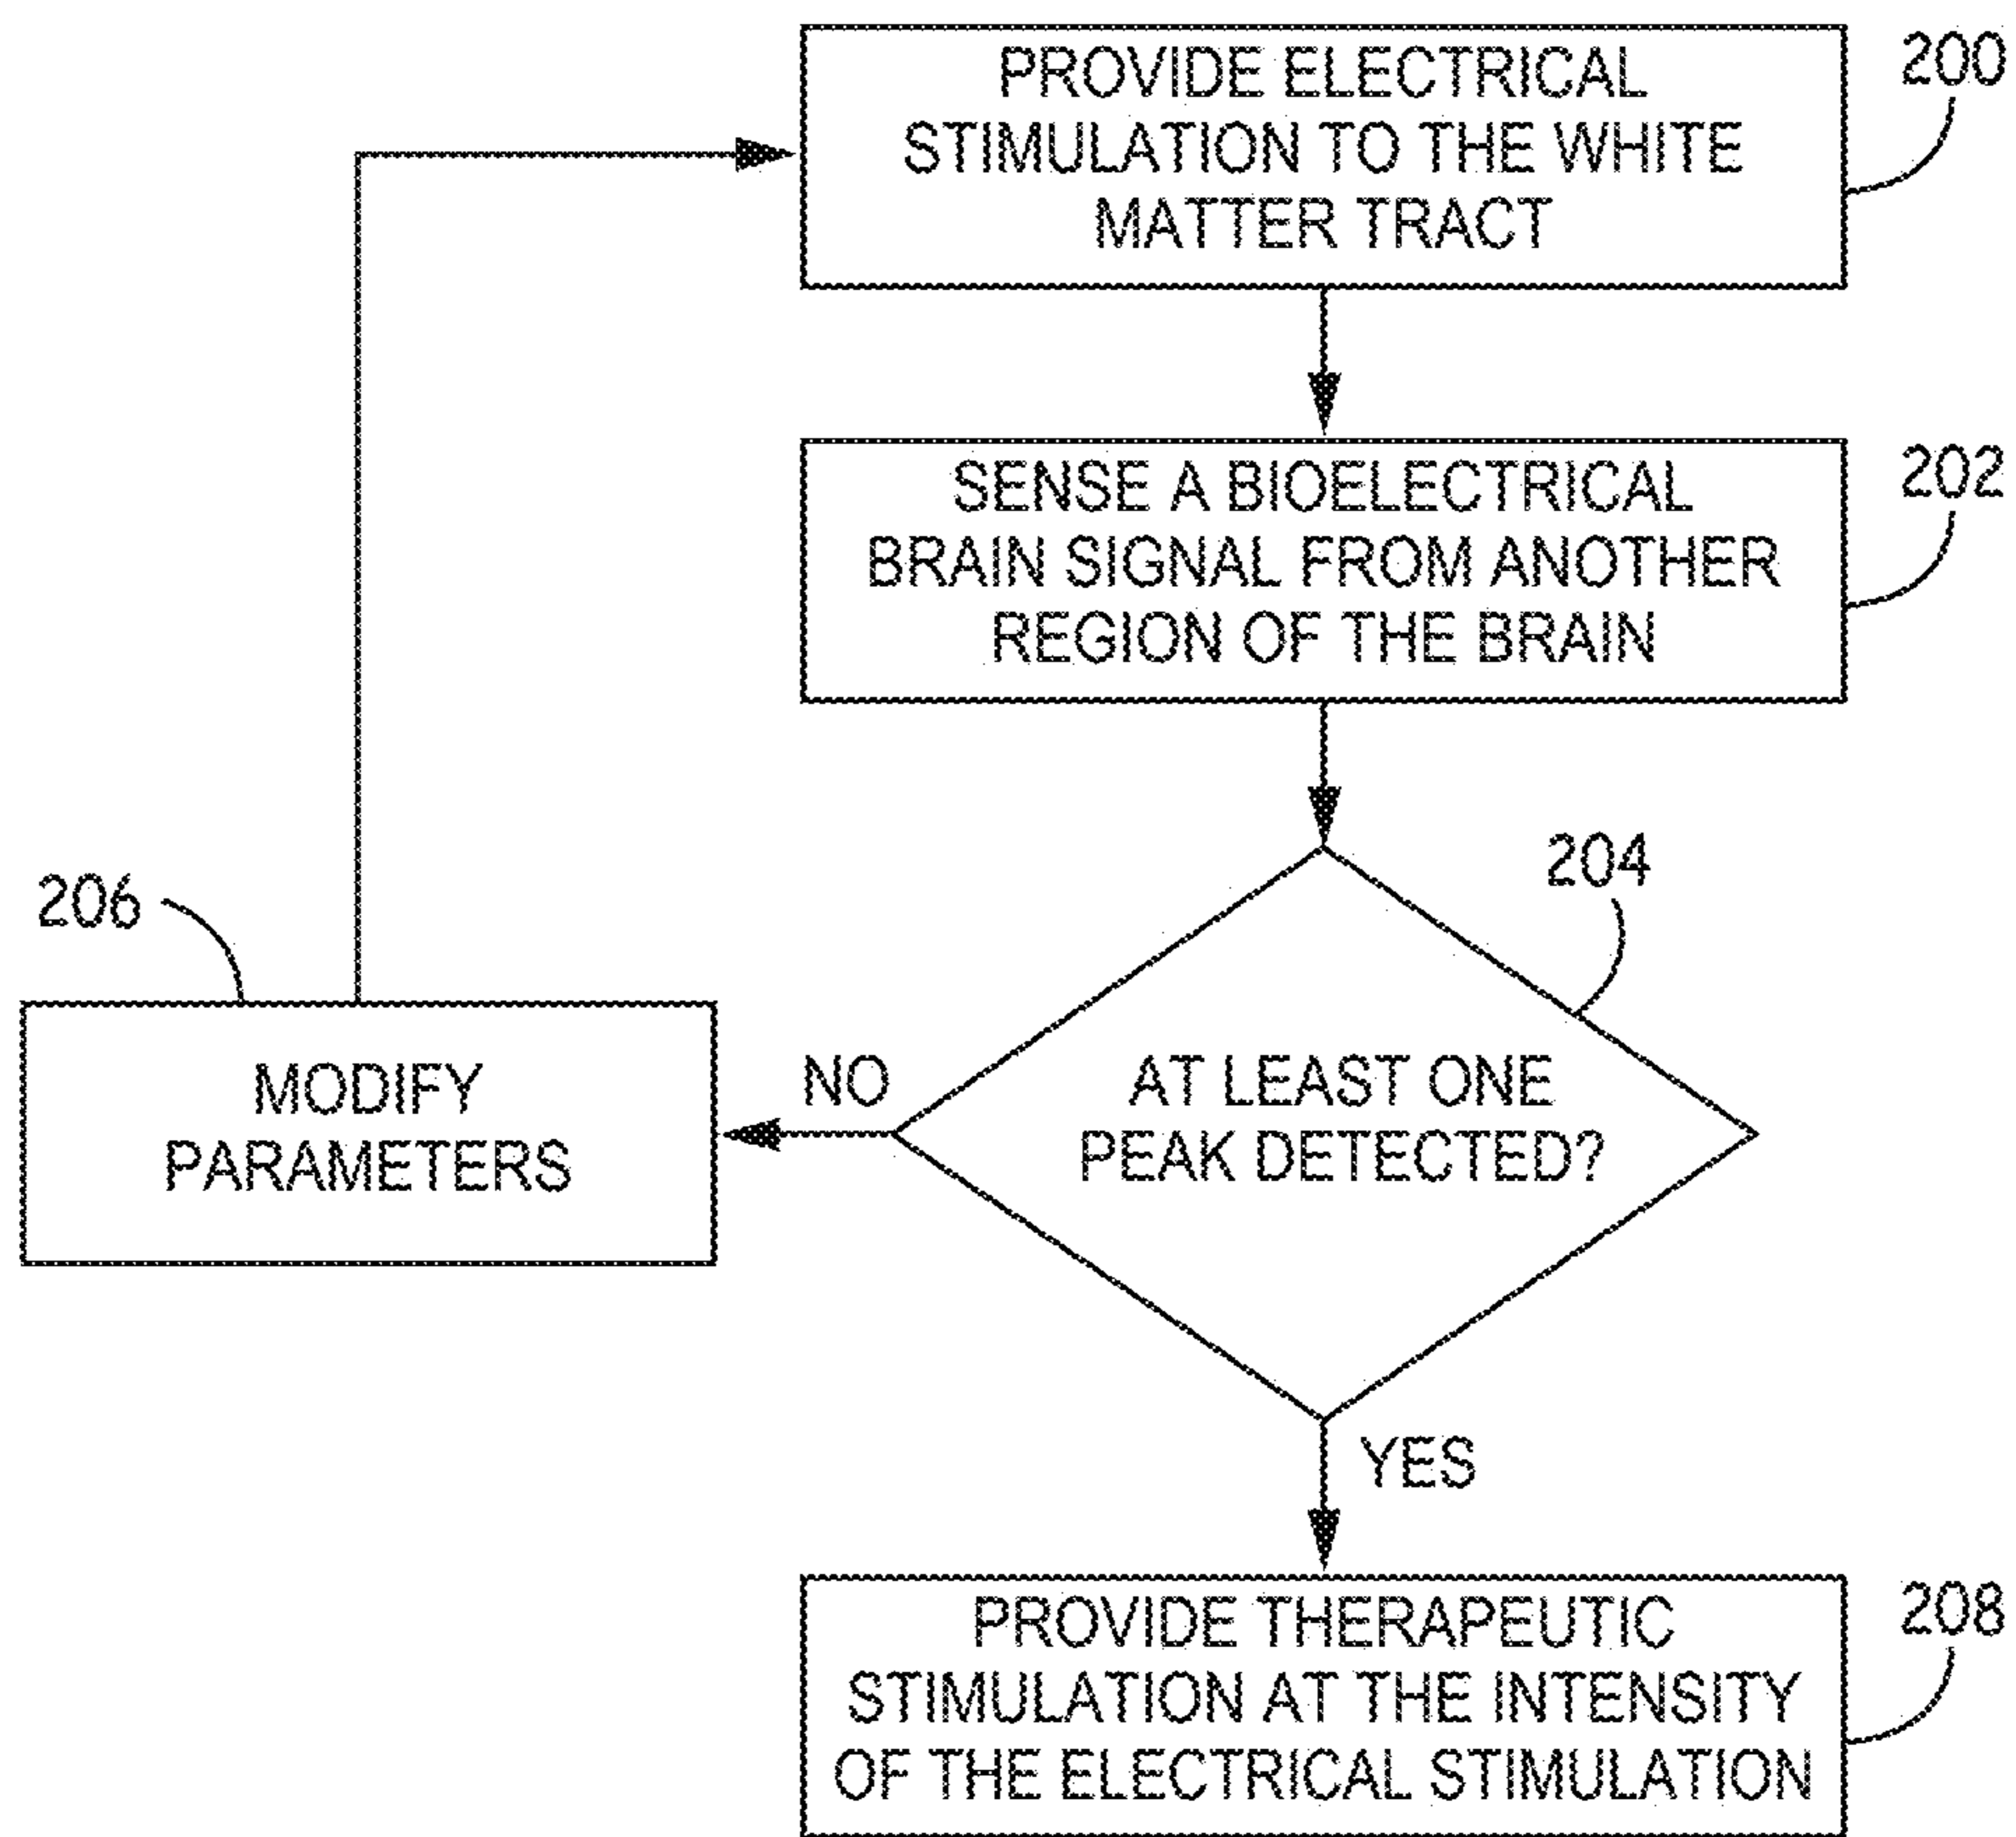 PROVIDE ELECTRICAL
STIMULATION TO THE WHITE
MATTER TRACT
200
SENSE A BIOELECTRICAL
BRAIN SIGNAL FROM ANOTHER
REGION OF THE BRAIN
202
204
AT LEAST ONE
PEAK DETECTED?
NO
206
MODIFY
PARAMETERS
YES
PROVIDE THERAPEUTIC
STIMULATION AT THE INTENSITY
OF THE ELECTRICAL STIMULATION
208